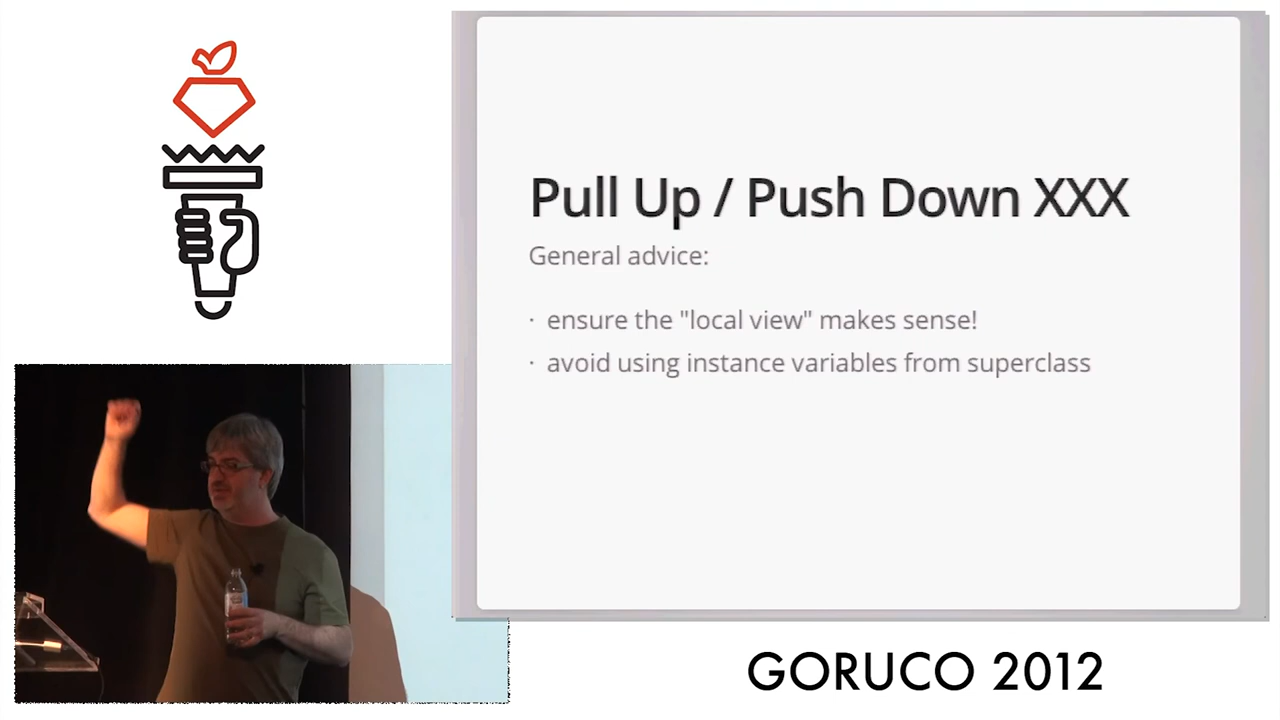 Pull Up / Push Down XXX
General advice:
· ensure the "local view" makes sense!
· avoid using instance variables from superclass
GORUCO 2012